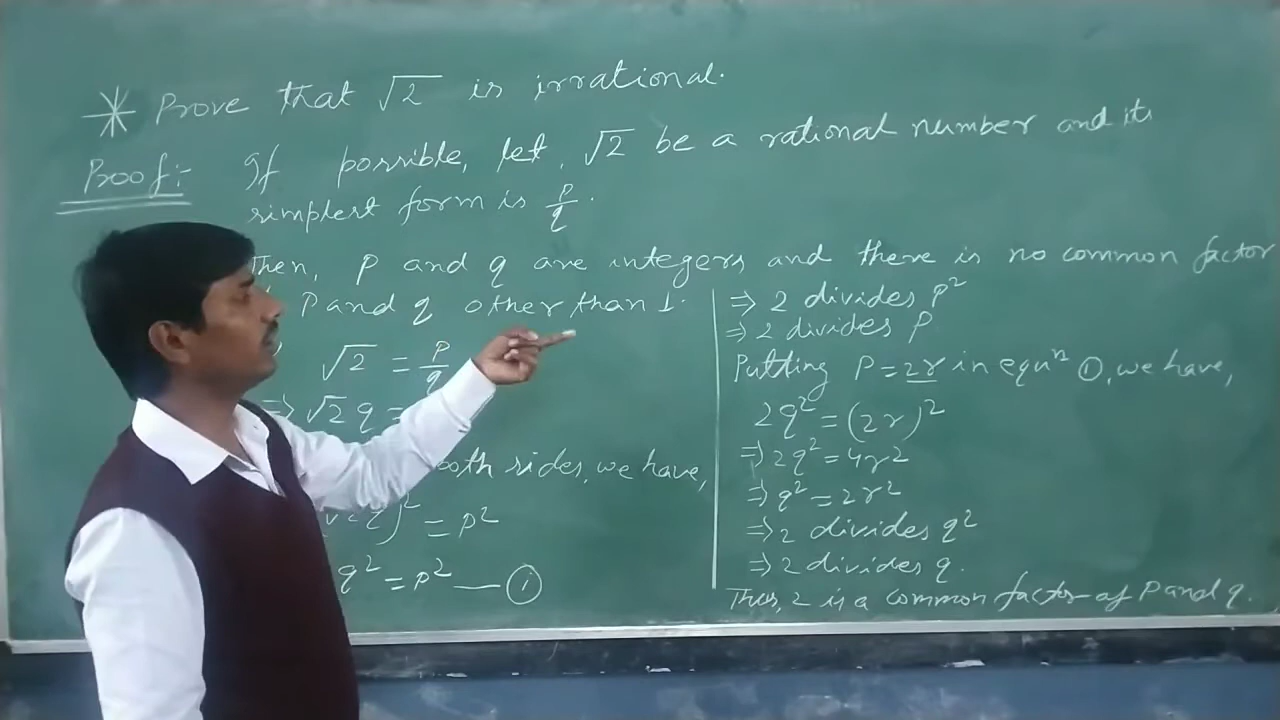 * Prove that √2 is irrational.
Proof:- If possible, let, √2 be a rational number and its
simplest form is p/q.
Then, p and q are integers and there is no common factor
P and q other than 1.
√2 = p/q
⇒ √2 q =
both sides, we have,
)² = p²
q² = p² — ①
⇒ 2 divides p²
⇒ 2 divides p
Putting P = 2r in equⁿ ①, we have,
2q² = (2r)²
⇒ 2q² = 4r²
⇒ q² = 2r²
⇒ 2 divides q²
⇒ 2 divides q.
Thus, 2 is a common factor of P and q.